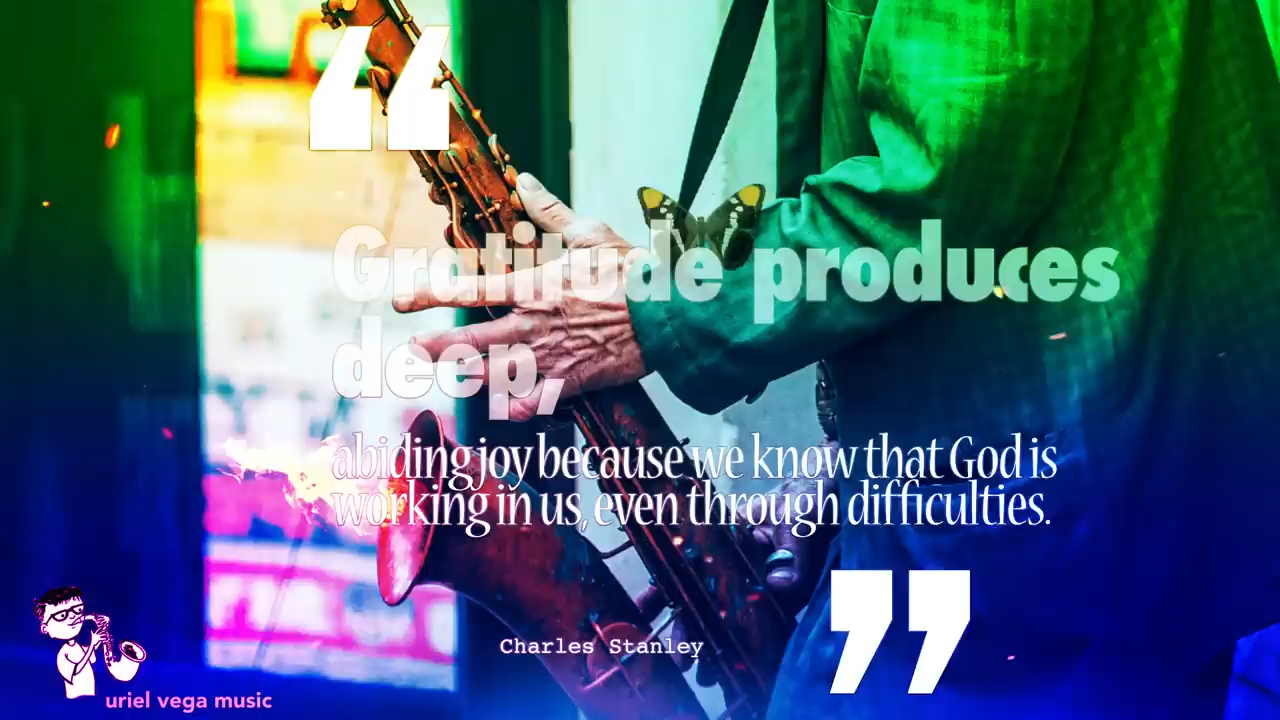 “
Gratitude produces
deep,
abiding joy because we know that God is
working in us, even through difficulties.
”
Charles Stanley
uriel vega music